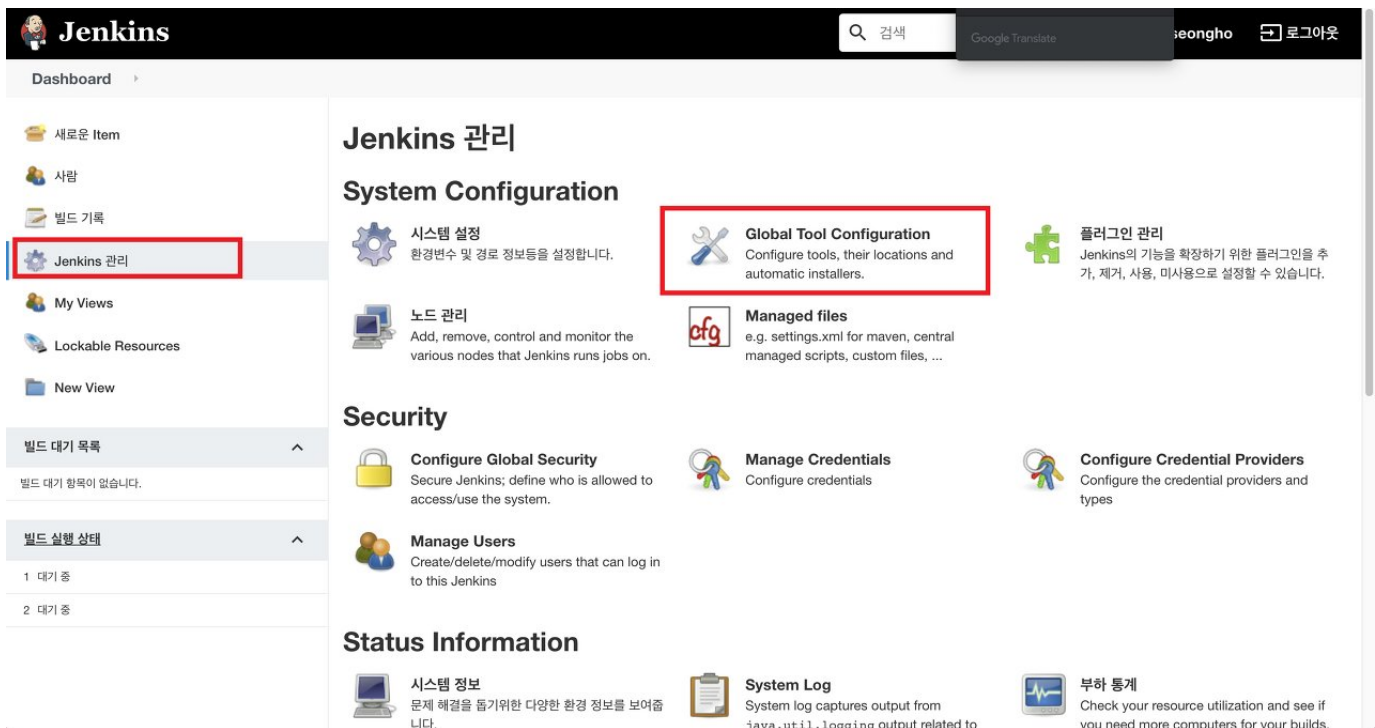 Jenkins
검색
Google Translate
seongho
로그아웃
Dashboard
새로운 Item
사람
빌드 기록
Jenkins 관리
My Views
Lockable Resources
New View
빌드 대기 목록
빌드 대기 항목이 없습니다.
빌드 실행 상태
1 대기 중
2 대기 중
Jenkins 관리
System Configuration
시스템 설정
환경변수 및 경로 정보등을 설정합니다.
Global Tool Configuration
Configure tools, their locations and
automatic installers.
플러그인 관리
Jenkins의 기능을 확장하기 위한 플러그인을 추
가, 제거, 사용, 미사용으로 설정할 수 있습니다.
노드 관리
Add, remove, control and monitor the
various nodes that Jenkins runs jobs on.
cfg
Managed files
e.g. settings.xml for maven, central
managed scripts, custom files, ...
Security
Configure Global Security
Secure Jenkins; define who is allowed to
access/use the system.
Manage Credentials
Configure credentials
Configure Credential Providers
Configure the credential providers and
types
Manage Users
Create/delete/modify users that can log in
to this Jenkins
Status Information
시스템 정보
문제 해결을 돕기위한 다양한 환경 정보를 보여줍
니다.
System Log
System log captures output from
java.util.logging output related to
부하 통계
Check your resource utilization and see if
you need more computers for your builds.